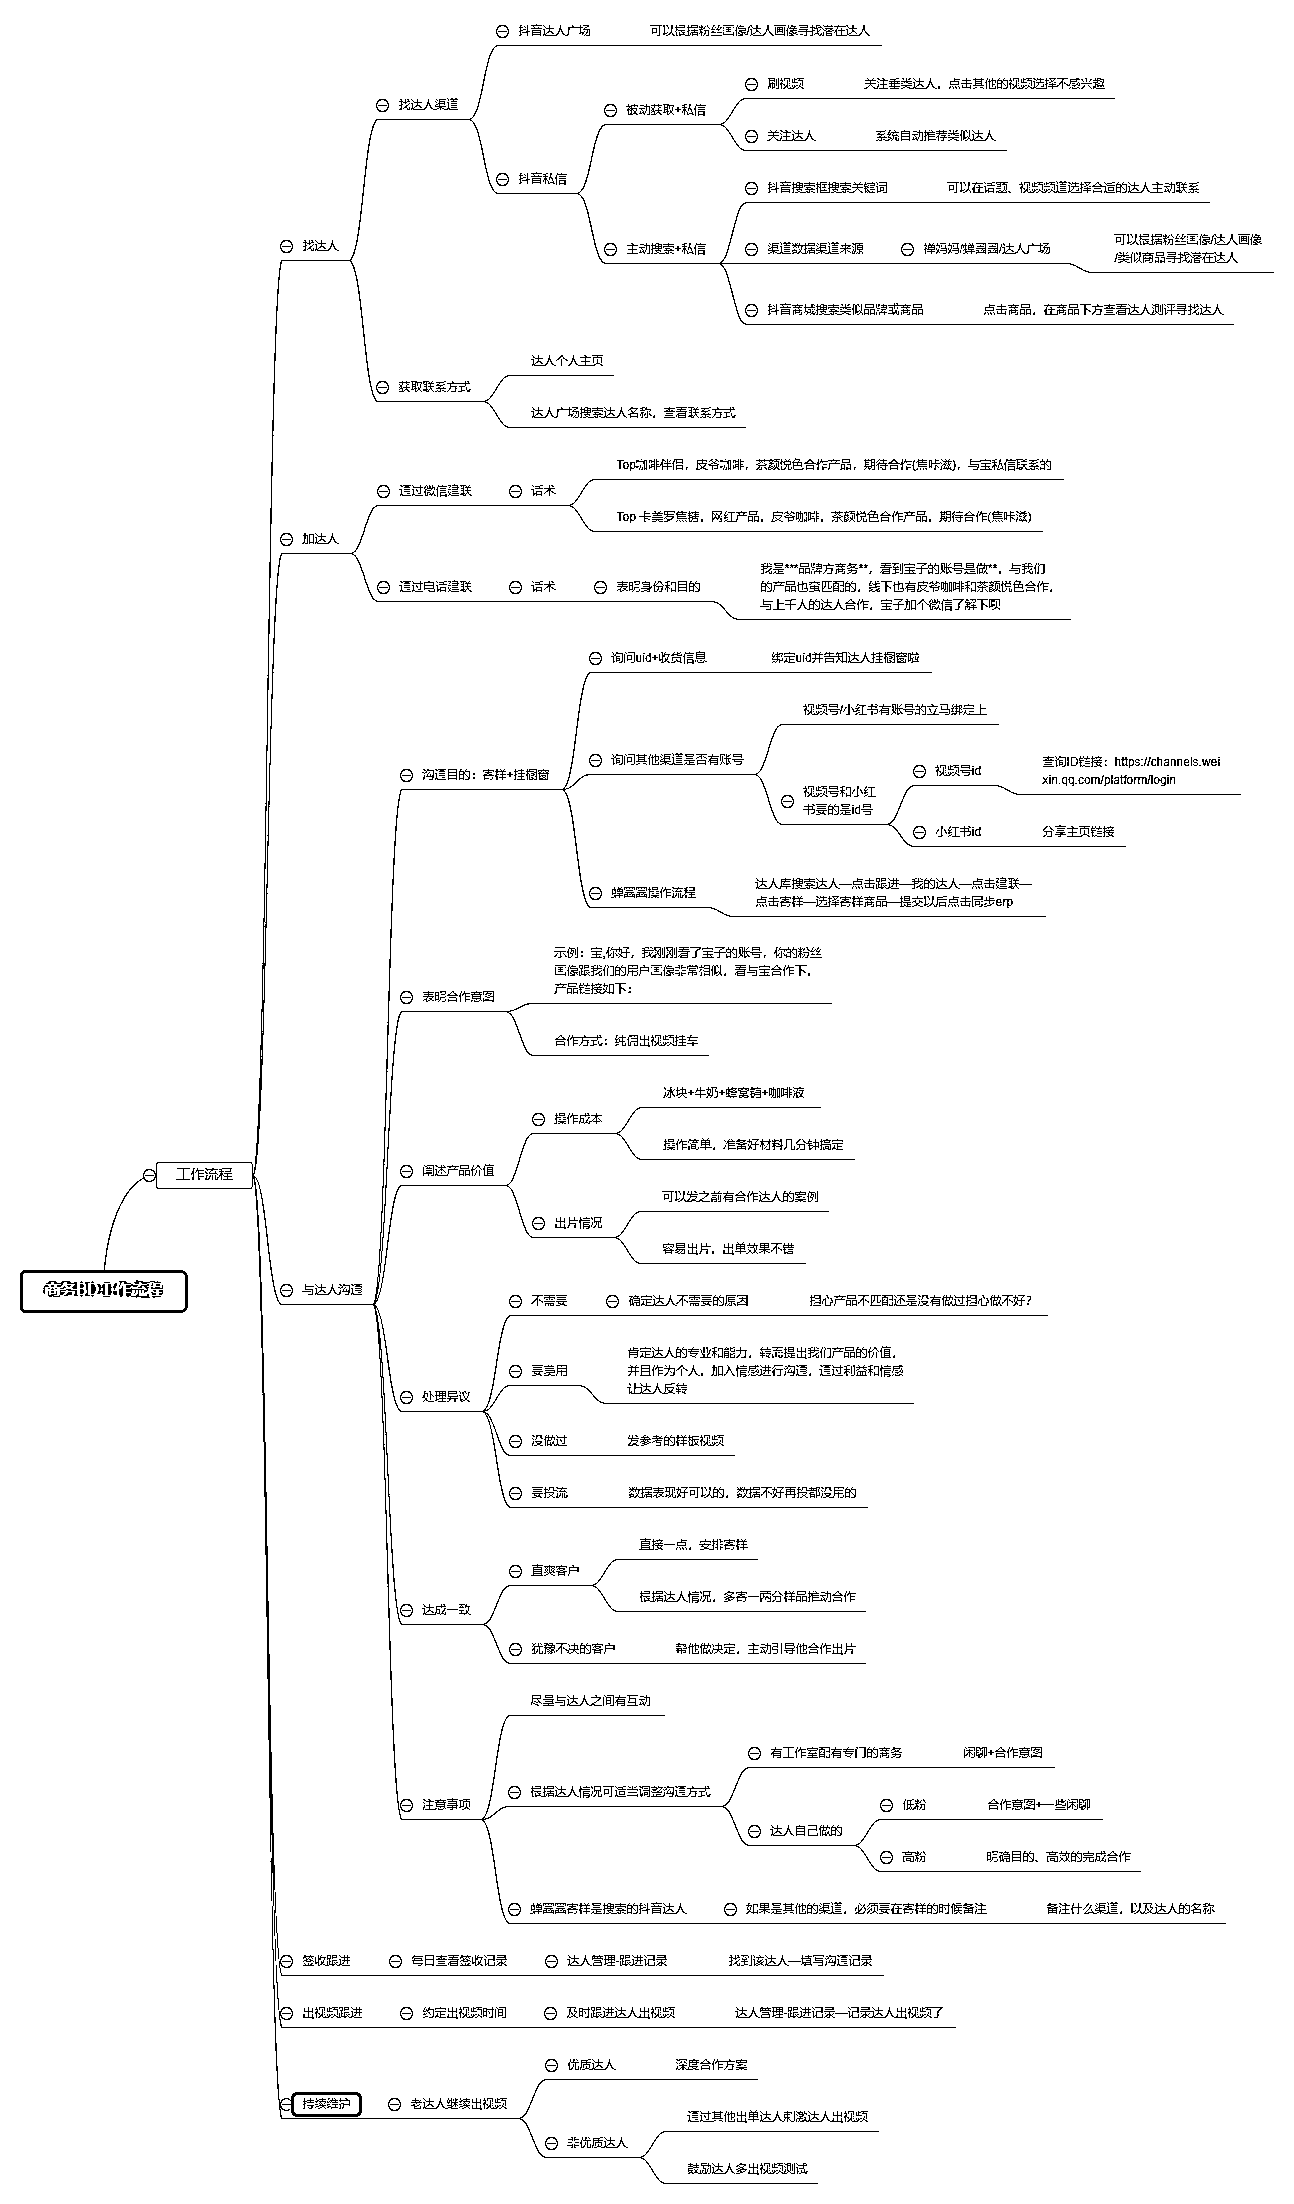 抖音达人广场 可以根据粉丝画像/达人画像寻找潜在达人
刷视频 关注垂类达人，点击其他的视频选择不感兴趣
找达人渠道
被动获取+私信
关注达人 系统自动推荐类似达人
抖音私信
抖音搜索框搜索关键词 可以在话题、视频频道选择合适的达人主动联系
找达人
主动搜索+私信
渠道数据渠道来源 禅妈妈/蝉圆圆/达人广场
可以根据粉丝画像/达人画像
/类似商品寻找潜在达人
抖音商城搜索类似品牌或商品 点击商品，在商品下方查看达人测评寻找达人
达人个人主页
获取联系方式
达人广场搜索达人名称，查看联系方式
Top咖啡伴侣，皮爷咖啡，茶颜悦色合作产品，期待合作(焦咔滋)，与宝私信联系的
通过微信建联 话术
Top 卡美罗焦糖，网红产品，皮爷咖啡，茶颜悦色合作产品，期待合作(焦咔滋)
加达人
通过电话建联 话术 表明身份和目的
我是***品牌方商务**，看到宝子的账号是做**，与我们
的产品也蛮匹配的，线下也有皮爷咖啡和茶颜悦色合作，
与上千人的达人合作，宝子加个微信了解下呗
询问uid+收货信息 绑定uid并告知达人挂橱窗啦
视频号/小红书有账号的立马绑定上
询问其他渠道是否有账号
沟通目的：寄样+挂橱窗
视频号id
查询ID链接：https://channels.wei
xin.qq.com/platform/login
视频号和小红
书要的是id号
小红书id 分享主页链接
操作流程
达人库搜索达人—点击跟进—我的达人—点击建联—
点击寄样—选择寄样商品—提交以后点击同步erp
示例：宝,你好，我刚刚看了宝子的账号，你的粉丝
画像跟我们的用户画像非常相似，看与宝合作下，
产品链接如下：
表明合作意图
合作方式：纯佣出视频挂车
冰块+牛奶+蜂窝糖+咖啡液
操作成本
操作简单，准备好材料几分钟搞定
工作流程
阐述产品价值
可以发之前有合作达人的案例
出片情况
容易出片，出单效果不错
商务BD工作流程
与达人沟通
不需要 确定达人不需要的原因 担心产品不匹配还是没有做过担心做不好？
要费用
肯定达人的专业和能力，转而提出我们产品的价值，
并且作为个人，加入情感进行沟通，通过利益和情感
让达人反转
处理异议
没做过 发参考的样板视频
要投流 数据表现好可以的，数据不好再投都没用的
直接一点，安排寄样
直爽客户
根据达人情况，多寄一两分样品推动合作
达成一致
犹豫不决的客户 帮他做决定，主动引导他合作出片
尽量与达人之间有互动
有工作室配有专门的商务 闲聊+合作意图
根据达人情况可适当调整沟通方式
注意事项
低粉 合作意图+一些闲聊
达人自己做的
高粉 明确目的、高效的完成合作
寄样是搜索的抖音达人 如果是其他的渠道，必须要在寄样的时候备注 备注什么渠道，以及达人的名称
签收跟进 每日查看签收记录 达人管理-跟进记录 找到该达人—填写沟通记录
出视频跟进 约定出视频时间 及时跟进达人出视频 达人管理-跟进记录—记录达人出视频了
优质达人 深度合作方案
持续维护 老达人继续出视频
通过其他出单达人刺激达人出视频
非优质达人
鼓励达人多出视频测试